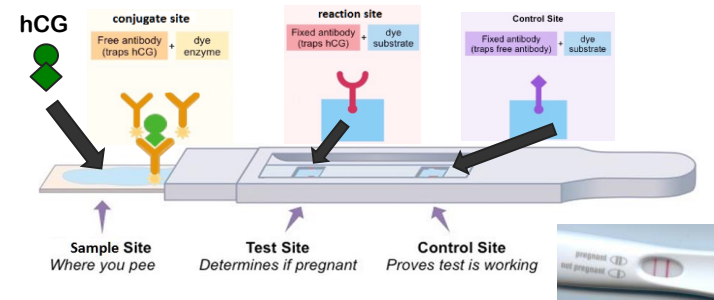 hCG
conjugate site
Free antibody
(traps hCG)
+
dye
enzyme
reaction site
Fixed antibody
(traps hCG)
+
dye
substrate
Control Site
Fixed antibody
(traps free antibody)
+
dye
substrate
Sample Site
Where you pee
Test Site
Determines if pregnant
Control Site
Proves test is working
pregnant
not pregnant